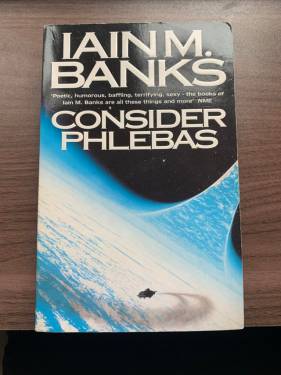 IAIN M.
BANKS
'Poetic, humorous, baffling, terrifying, sexy - the books of
Iain M. Banks are all these things and more' NME
CONSIDER
PHLEBAS